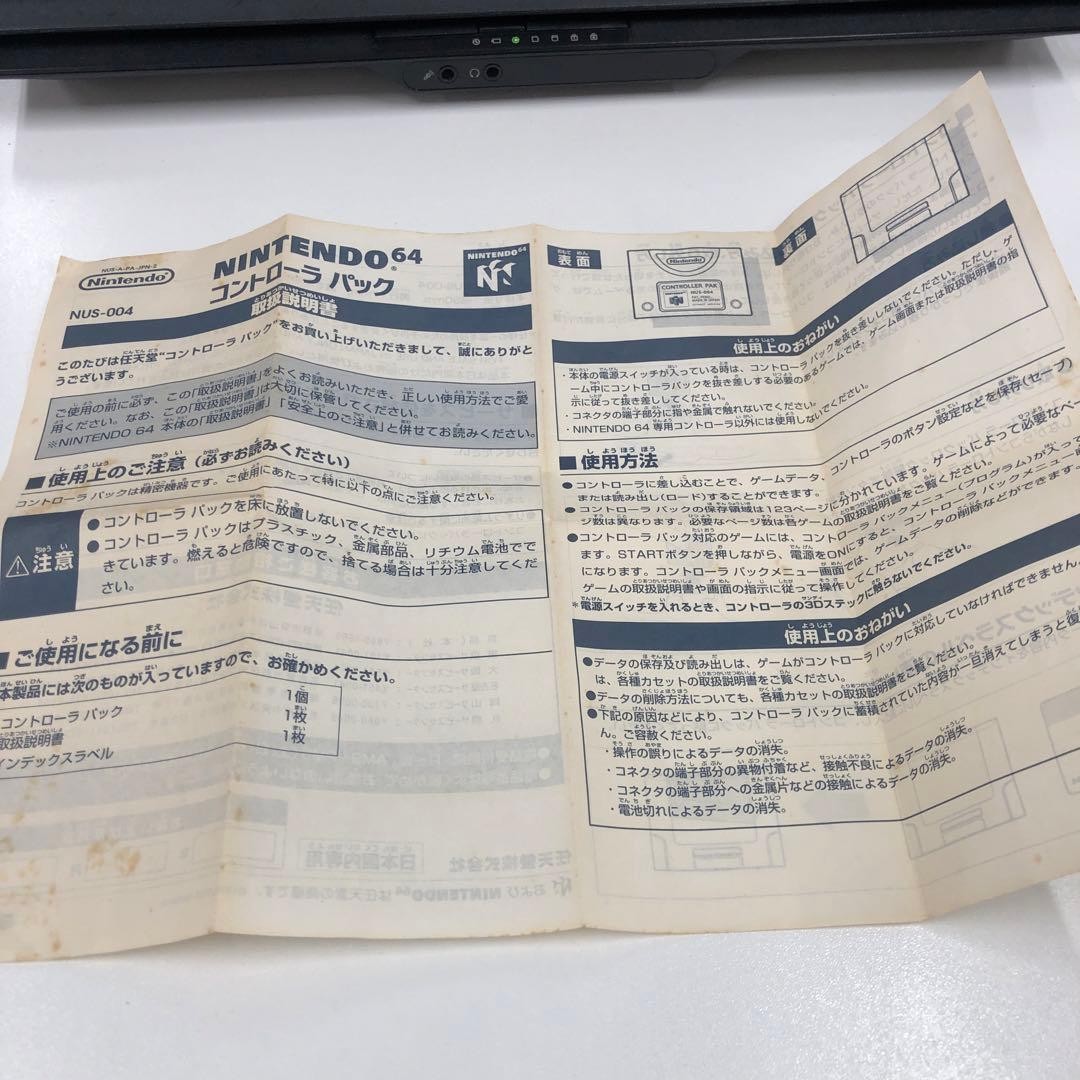 NUS-A-PA-JPN-2
Nintendo
NINTENDO64
コントローラ パック
NINTENDO64
NUS-004
取扱説明書
このたびは任天堂“コントローラ パック”をお買い上げいただきまして、誠にありがと
うございます。
ご使用の前に必ず、この「取扱説明書」をよくお読みいただき、正しい使用方法でご愛
用ください。なお、この「取扱説明書」は大切に保管してください。
※NINTENDO 64 本体の「取扱説明書」「安全上のご注意」と併せてお読みください。
■使用上のご注意（必ずお読みください）
コントローラ パックは精密機器です。ご使用にあたって特に以下の点にご注意ください。
注意
●コントローラ パックを床に放置しないでください。
●コントローラ パックはプラスチック、金属部品、リチウム電池でで
きています。燃えると危険ですので、捨てる場合は十分注意してくだ
さい。
■ご使用になる前に
本製品には次のものが入っていますので、お確かめください。
コントローラ パック 1個
取扱説明書 1枚
インデックスラベル 1枚
表面
Nintendo
CONTROLLER PAK
NUS-004
裏面
使用上のおねがい
・本体の電源スイッチが入っている時は、コントローラ パックを抜き差ししないでください。ただし、ゲ
ーム中にコントローラパックを抜き差しする必要のあるゲームでは、ゲーム画面または取扱説明書の指
示に従って抜き差ししてください。
・コネクタの端子部分に指や金属で触れないでください。
・NINTENDO 64 専用コントローラ以外には使用しないでください。
■使用方法
●コントローラに差し込むことで、ゲームデータ、コントローラのボタン設定などを保存(セーブ)
または読み出し(ロード)することができます。
●コントローラ パックの保存領域は123ページに分かれています。ゲームによって必要なペー
ジ数は異なります。必要なページ数は各ゲームの取扱説明書をご覧ください。
●コントローラ パック対応のゲームには、コントローラ パックメニュー(プログラム)が入って
ます。STARTボタンを押しながら、電源をONにすると、コントローラ パックメニュー画
になります。コントローラ パックメニュー画面では、ゲームデータの削除などができます。
ゲームの取扱説明書や画面の指示に従って操作してください。
＊電源スイッチを入れるとき、コントローラの3Dスティックに触らないでください。
使用上のおねがい
●データの保存及び読み出しは、ゲームがコントローラ パックに対応していなければできません。
は、各種カセットの取扱説明書をご覧ください。
●データの削除方法についても、各種カセットの取扱説明書をご覧ください。
●下記の原因などにより、コントローラ パックに蓄積されていた内容が一旦消えてしまうと復
ん。ご容赦ください。
・操作の誤りによるデータの消失。
・コネクタの端子部分の異物付着など、接触不良によるデータの消失。
・コネクタの端子部分への金属片などの接触によるデータの消失。
・電池切れによるデータの消失。